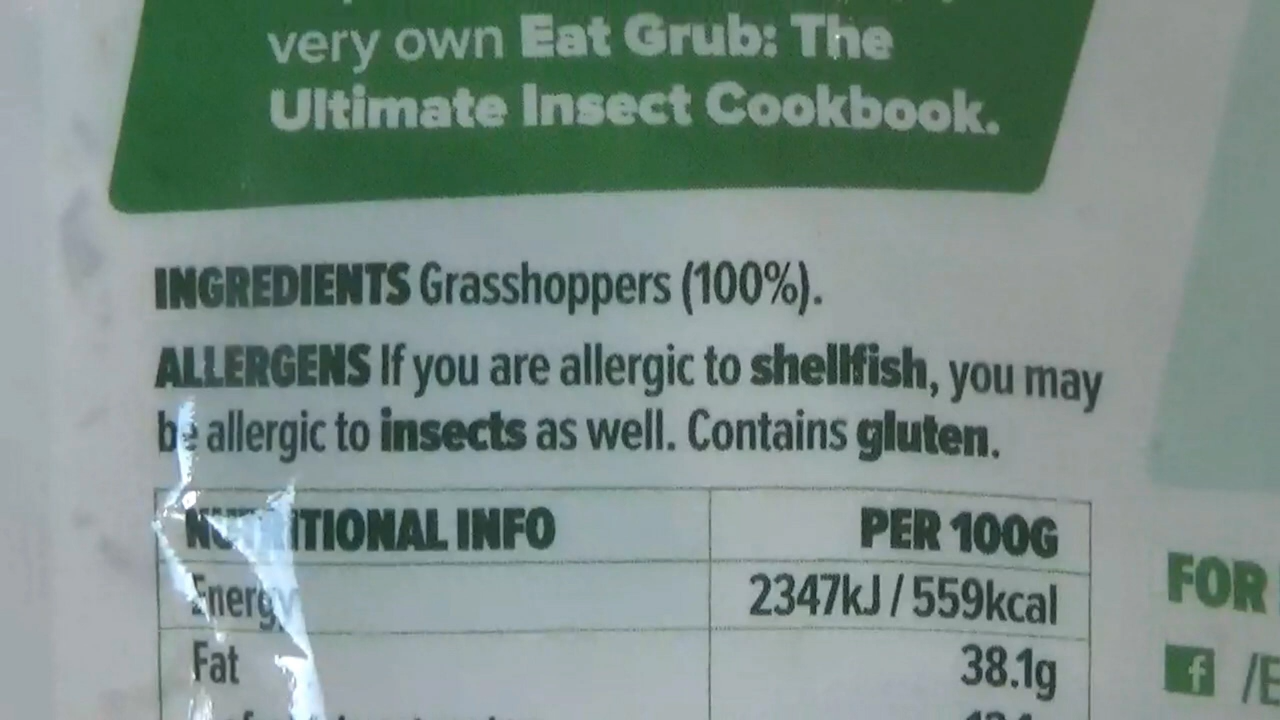 very own Eat Grub: The
Ultimate Insect Cookbook.
INGREDIENTS Grasshoppers (100%).
ALLERGENS If you are allergic to shellfish, you may
be allergic to insects as well. Contains gluten.
NUTRITIONAL INFO PER 100G
Energy 2347kJ / 559kcal
Fat 38.1g
FOR
f /E